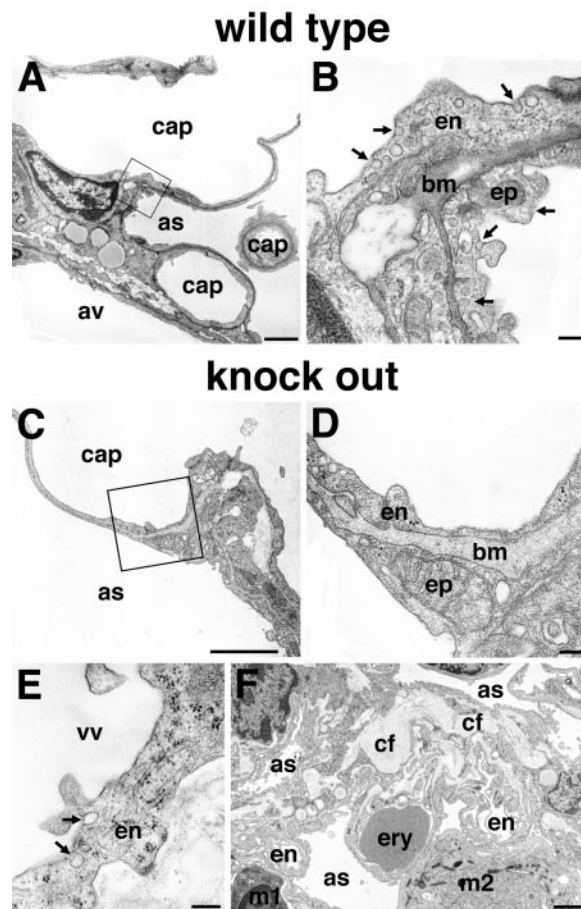 wild type
A
B
cap
en
bm
ep
as
cap
cap
av
knock out
C
D
cap
en
bm
as
ep
E
F
vv
as
cf
cf
as
en
en
ery
en
as
m1
m2